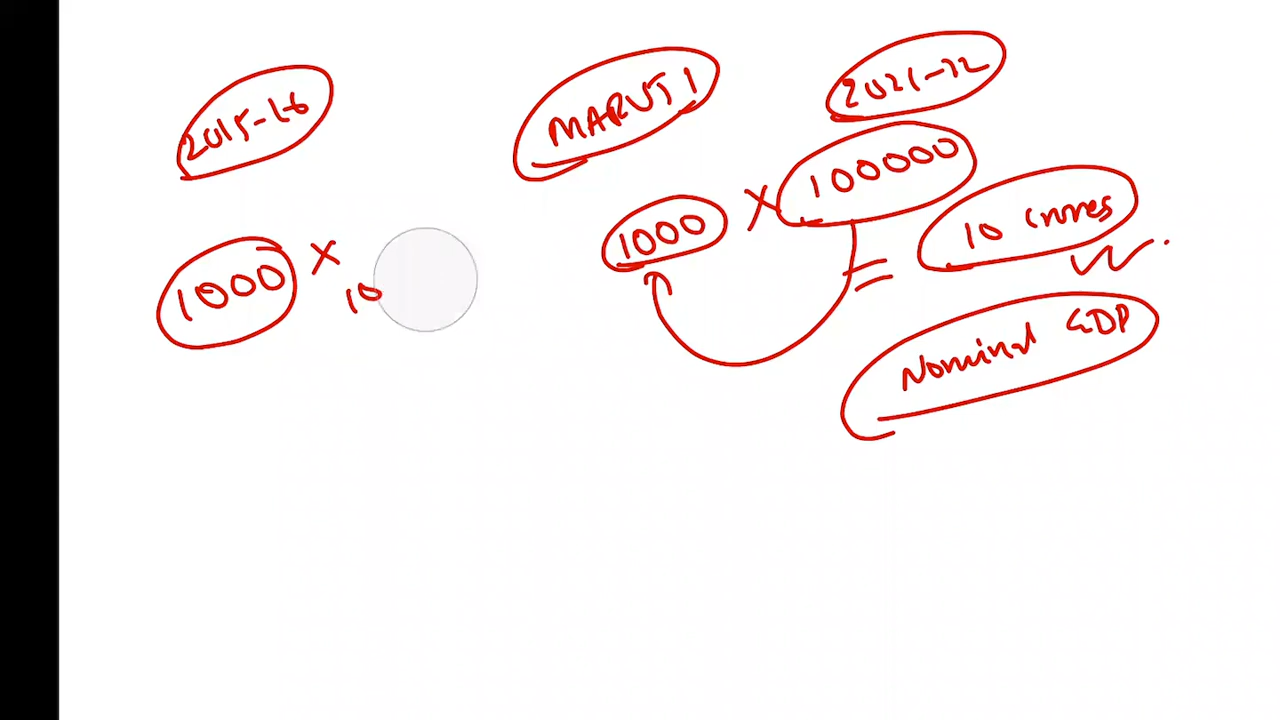 2015-16
MARUTI
2021-22
1000 × 10
1000 × 100000 = 10 crores
Nominal GDP